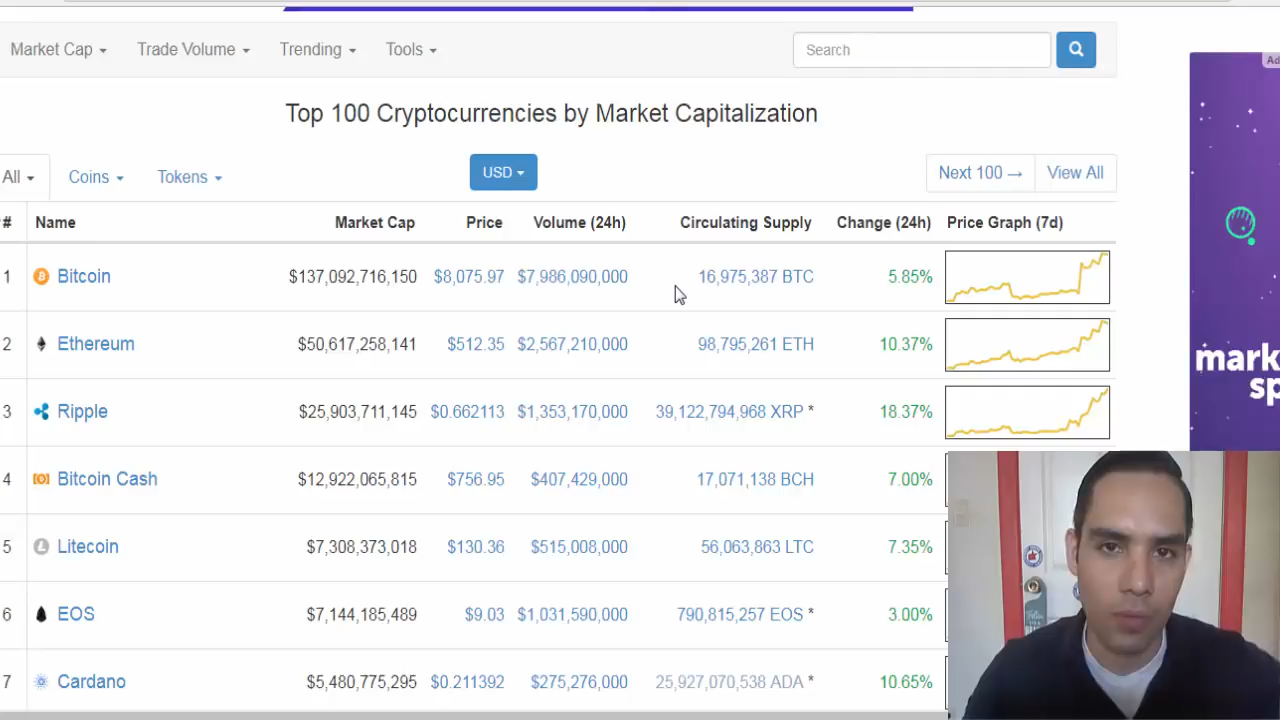 Market Cap Trade Volume Trending Tools Search
Ad
Top 100 Cryptocurrencies by Market Capitalization
All Coins Tokens USD Next 100 → View All
# Name Market Cap Price Volume (24h) Circulating Supply Change (24h) Price Graph (7d)
1 Bitcoin $137,092,716,150 $8,075.97 $7,986,090,000 16,975,387 BTC 5.85%
2 Ethereum $50,617,258,141 $512.35 $2,567,210,000 98,795,261 ETH 10.37%
mark
sp
3 Ripple $25,903,711,145 $0.662113 $1,353,170,000 39,122,794,968 XRP * 18.37%
4 Bitcoin Cash $12,922,065,815 $756.95 $407,429,000 17,071,138 BCH 7.00%
5 Litecoin $7,308,373,018 $130.36 $515,008,000 56,063,863 LTC 7.35%
6 EOS $7,144,185,489 $9.03 $1,031,590,000 790,815,257 EOS * 3.00%
7 Cardano $5,480,775,295 $0.211392 $275,276,000 25,927,070,538 ADA * 10.65%